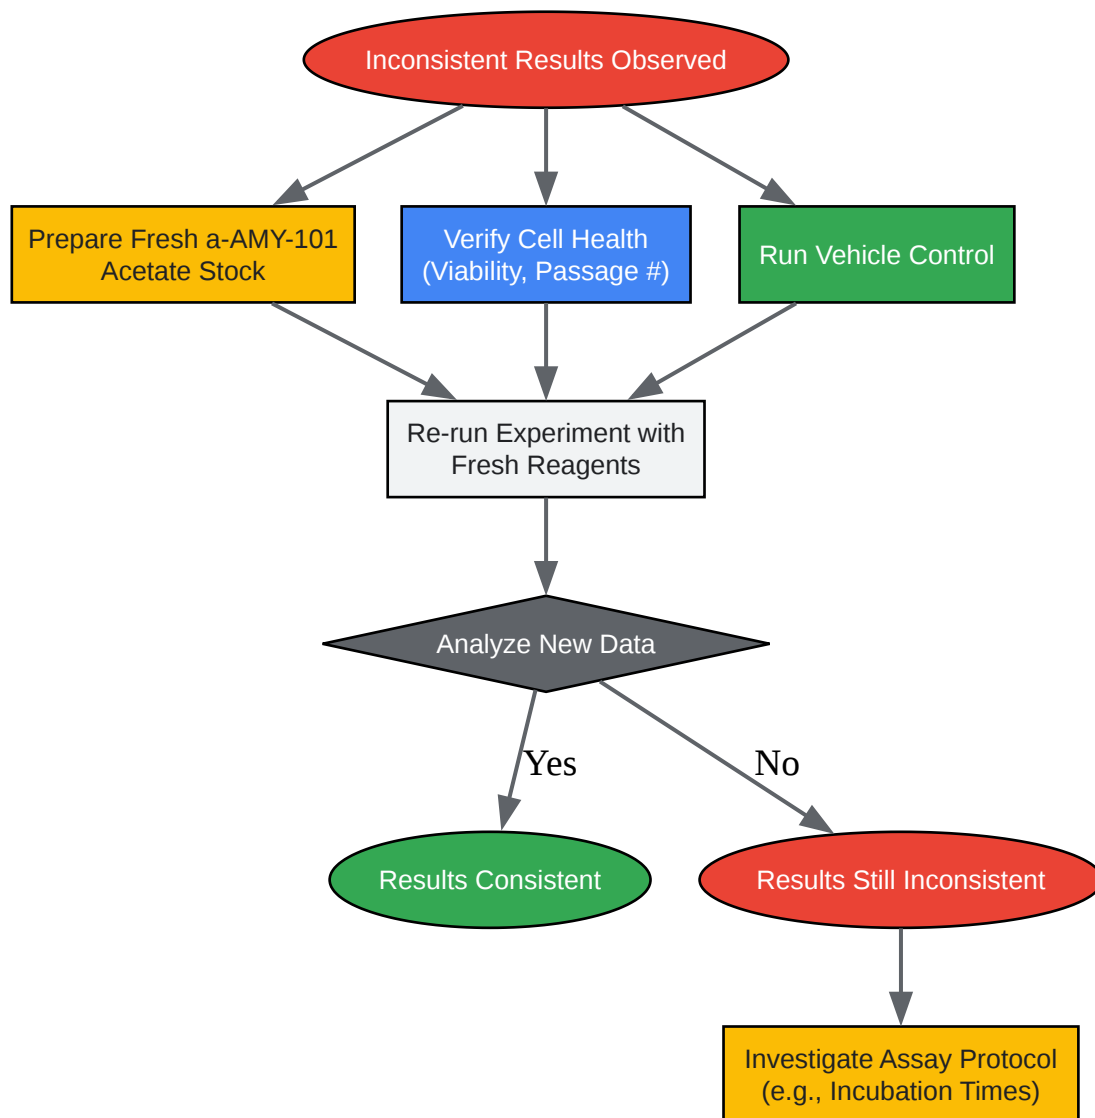 Inconsistent Results Observed
Prepare Fresh a-AMY-101
Acetate Stock
Verify Cell Health
(Viability, Passage #)
Run Vehicle Control
Re-run Experiment with
Fresh Reagents
Analyze New Data
Yes
No
Results Consistent
Results Still Inconsistent
Investigate Assay Protocol
(e.g., Incubation Times)